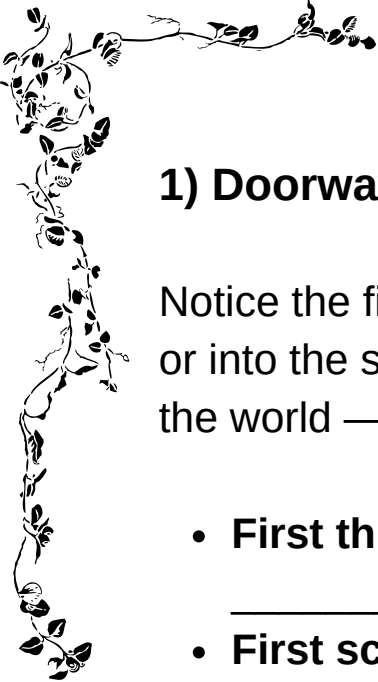 1) Doorwa
Notice the fi
or into the s
the world —
• First th
• First sc